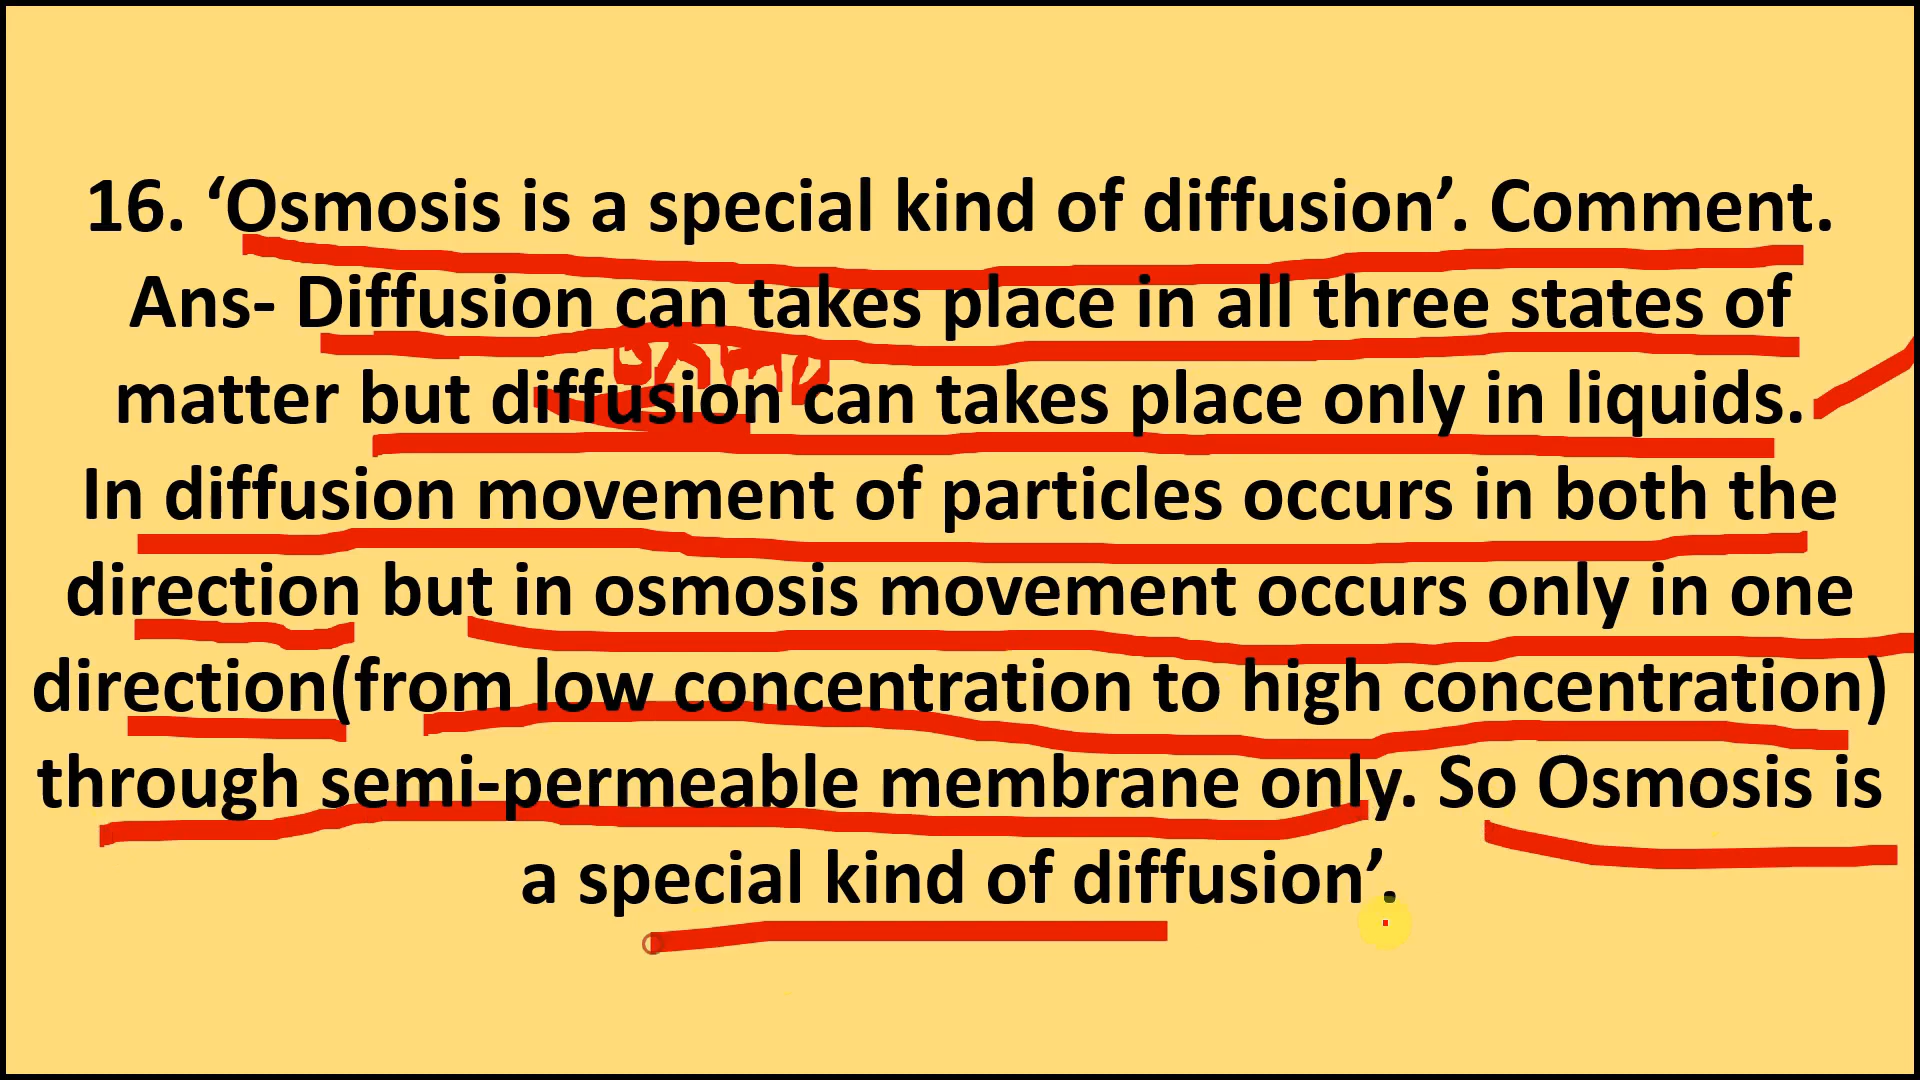 16. ‘Osmosis is a special kind of diffusion’. Comment.
Ans- Diffusion can takes place in all three states of
matter but diffusion can takes place only in liquids.
In diffusion movement of particles occurs in both the
direction but in osmosis movement occurs only in one
direction(from low concentration to high concentration)
through semi-permeable membrane only. So Osmosis is
a special kind of diffusion’.